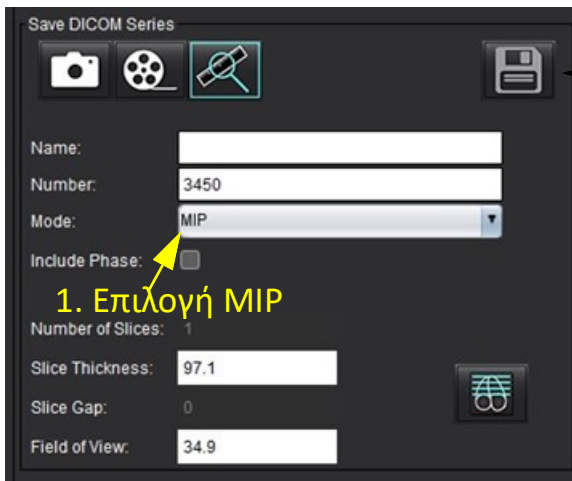 Save DICOM Series
Name:
Number: 3450
Mode: MIP
Include Phase:
1. Επιλογή MIP
Number of Slices: 1
Slice Thickness: 97.1
Slice Gap: 0
Field of View: 34.9